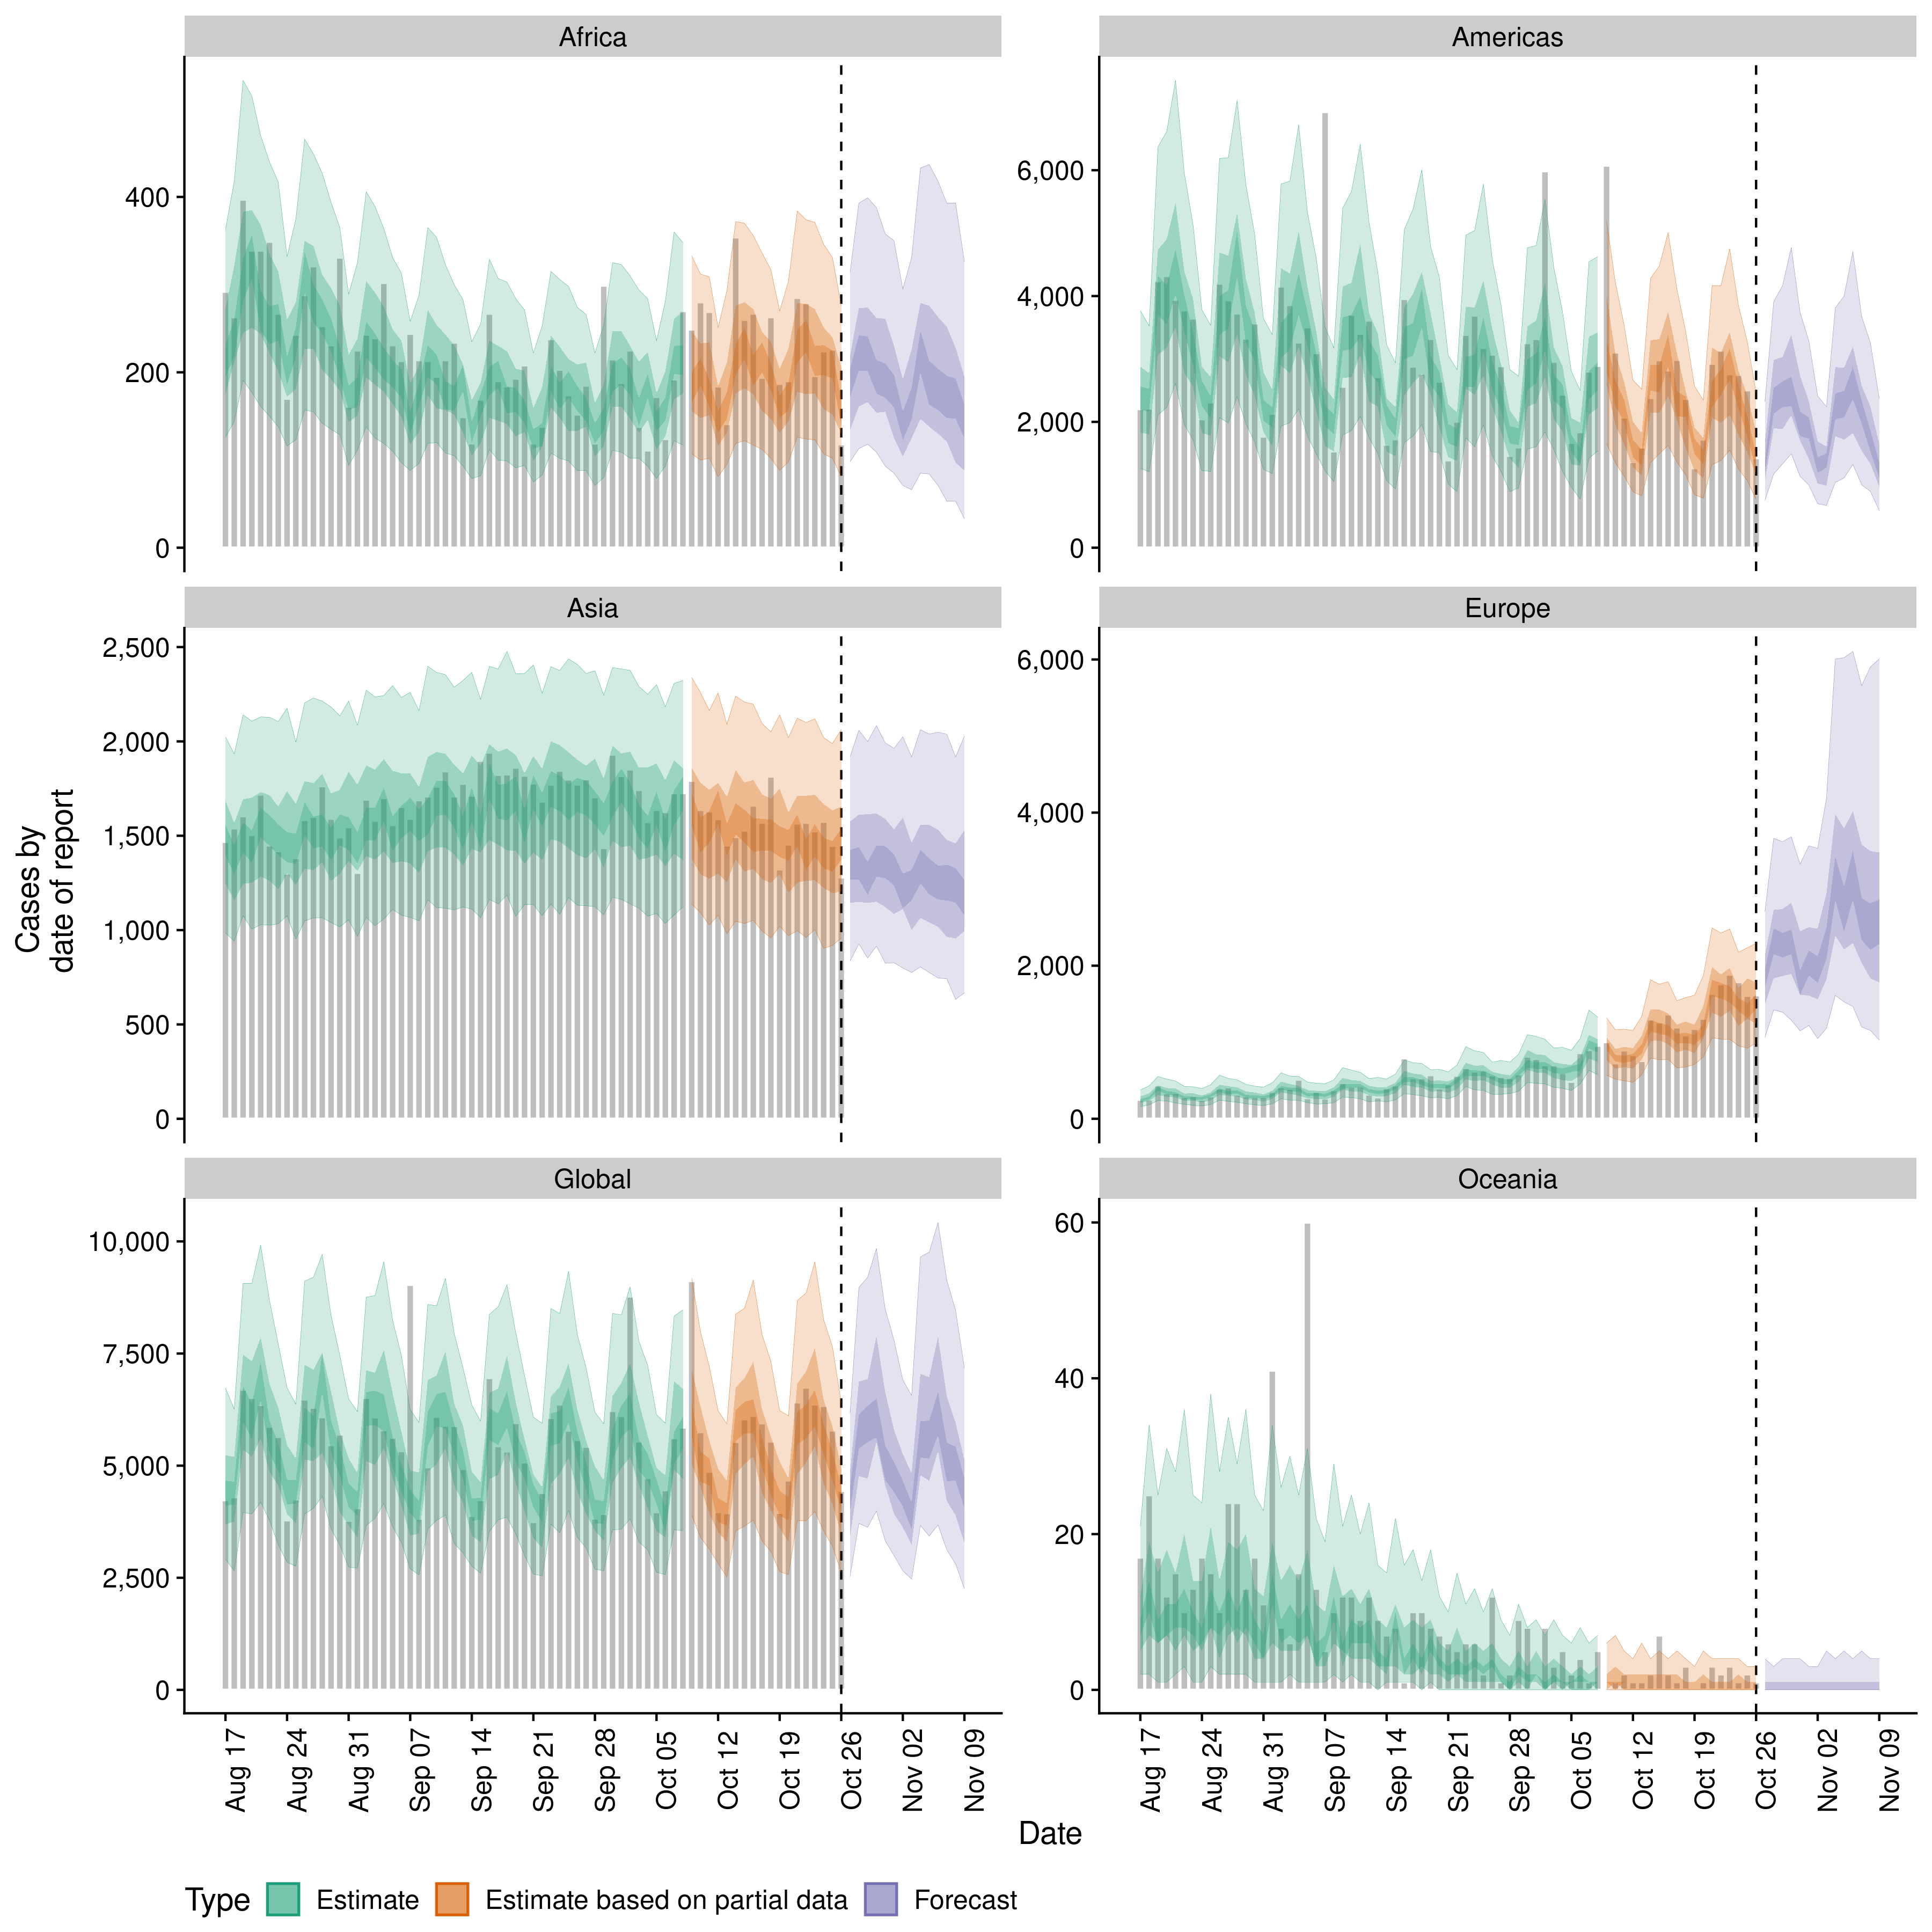 Africa
Americas
400
200
0
6,000
4,000
2,000
0
Asia
Europe
2,500
2,000
1,500
1,000
500
0
6,000
4,000
2,000
0
Cases by
date of report
Global
Oceania
10,000
7,500
5,000
2,500
0
60
40
20
0
Aug 17
Aug 24
Aug 31
Sep 07
Sep 14
Sep 21
Sep 28
Oct 05
Oct 12
Oct 19
Oct 26
Nov 02
Nov 09
Aug 17
Aug 24
Aug 31
Sep 07
Sep 14
Sep 21
Sep 28
Oct 05
Oct 12
Oct 19
Oct 26
Nov 02
Nov 09
Date
Type Estimate Estimate based on partial data Forecast